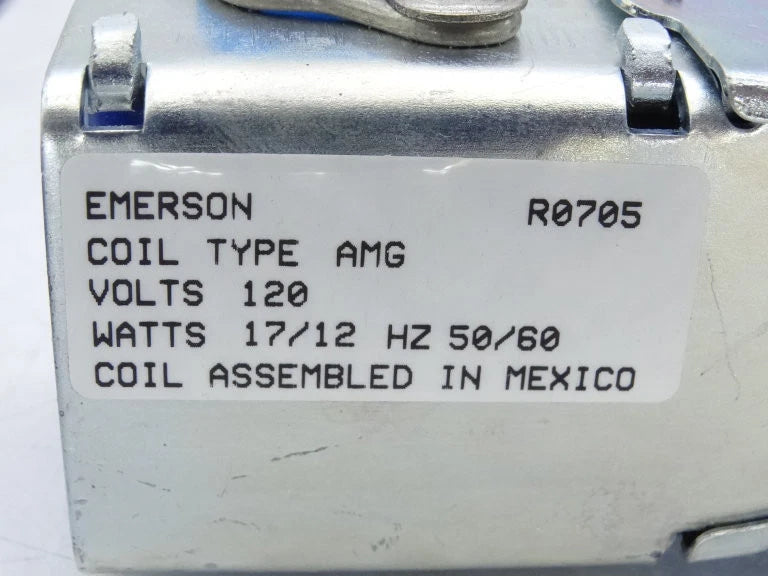 EMERSON R0705
COIL TYPE AMG
VOLTS 120
WATTS 17/12 HZ 50/60
COIL ASSEMBLED IN MEXICO